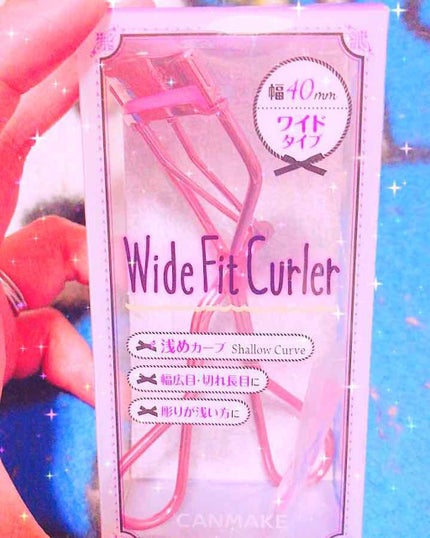 幅40mm
ワイド
タイプ
Wide Fit Curler
浅めカーブ Shallow Curve
幅広目・切れ長目に
彫りが浅い方に
CANMAKE